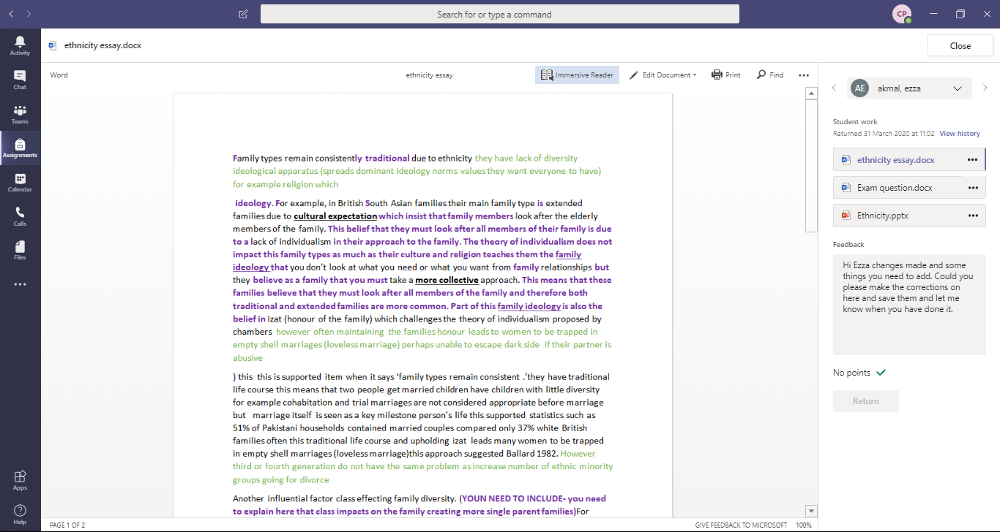 Search for or type a command
CP
Activity
Chat
Teams
Assignments
Calendar
Calls
Files
Apps
Help
ethnicity essay.docx
Close
Word
ethnicity essay
Immersive Reader
Edit Document
Print
Find
Family types remain consistently traditional due to ethnicity they have lack of diversity
ideological apparatus (spreads dominant ideology norms values they want everyone to have)
for example religion which
ideology. For example, in British South Asian families their main family type is extended
families due to cultural expectation which insist that family members look after the elderly
members of the family. This belief that they must look after all members of their family is due
to a lack of individualism in their approach to the family. The theory of individualism does not
impact this family types as much as their culture and religion teaches them the family
ideology that you don't look at what you need or what you want from family relationships but
they believe as a family that you must take a more collective approach. This means that these
families believe that they must look after all members of the family and therefore both
traditional and extended families are more common. Part of this family ideology is also the
belief in izat (honour of the family) which challenges the theory of individualism proposed by
chambers however often maintaining the families honour leads to women to be trapped in
empty shell marriages (loveless marriage) perhaps unable to escape dark side if their partner is
abusive
) this this is supported item when it says ‘family types remain consistent .’they have traditional
life course this means that two people get married children have children with little diversity
for example cohabitation and trial marriages are not considered appropriate before marriage
but marriage itself is seen as a key milestone person's life this supported statistics such as
51% of Pakistani households contained married couples compared only 37% white British
families often this traditional life course and upholding izat leads many women to be trapped
in empty shell marriages (loveless marriage)this approach suggested Ballard 1982. However
third or fourth generation do not have the same problem as increase number of ethnic minority
groups going for divorce
Another influential factor class effecting family diversity. (YOUN NEED TO INCLUDE- you need
to explain here that class impacts on the family creating more single parent families)For
PAGE 1 OF 2
GIVE FEEDBACK TO MICROSOFT
100%
AE
akmal, ezza
Student work
Returned 31 March 2020 at 11:02 View history
ethnicity essay.docx
Exam question.docx
Ethnicity.pptx
Feedback
Hi Ezza changes made and some
things you need to add. Could you
please make the corrections on
here and save them and let me
know when you have done it.
No points
Return